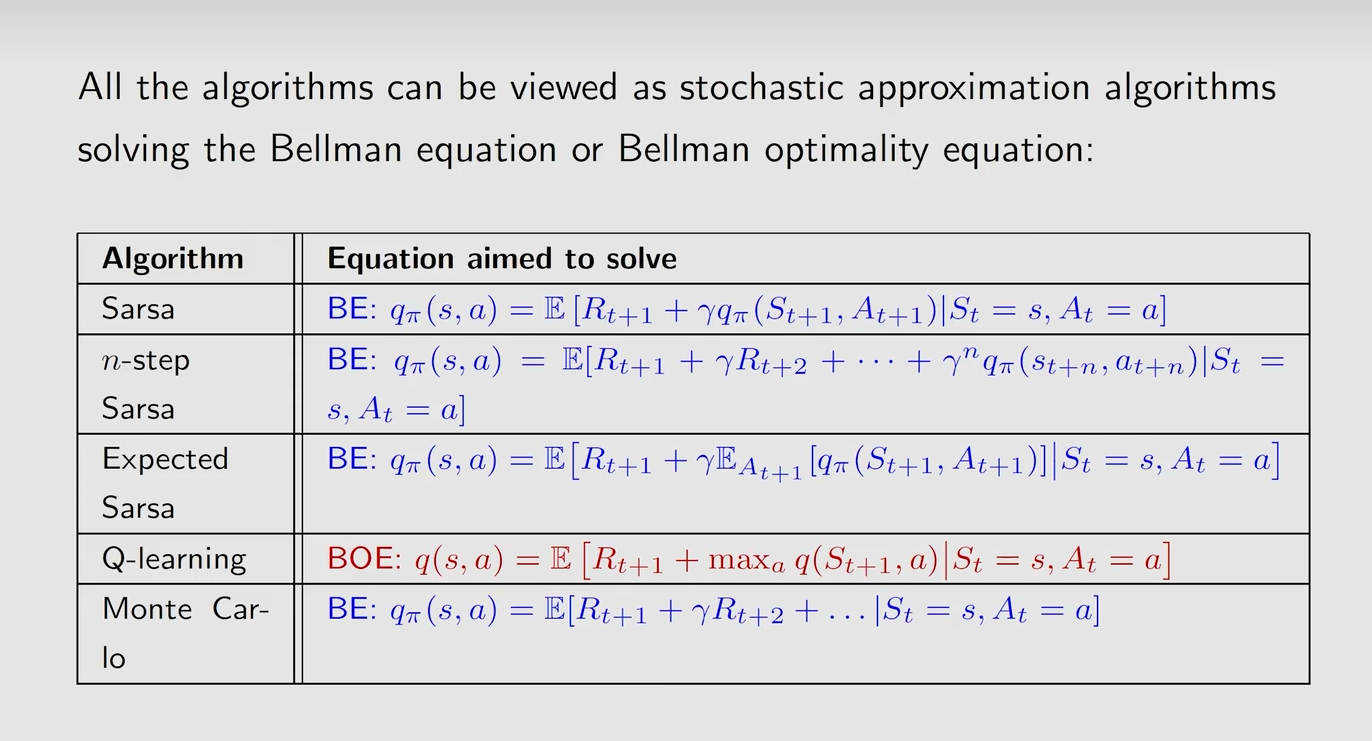 All the algorithms can be viewed as stochastic approximation algorithms
solving the Bellman equation or Bellman optimality equation:
Algorithm Equation aimed to solve
Sarsa BE: qπ(s, a) = 𝔼 [Rt+1 + γqπ(St+1, At+1)|St = s, At = a]
n-step BE: qπ(s, a) = 𝔼[Rt+1 + γRt+2 + ⋯ + γⁿqπ(st+n, at+n)|St =
Sarsa s, At = a]
Expected BE: qπ(s, a) = 𝔼[Rt+1 + γ𝔼At+1[qπ(St+1, At+1)]|St = s, At = a]
Sarsa
Q-learning BOE: q(s, a) = 𝔼 [Rt+1 + maxa q(St+1, a)|St = s, At = a]
Monte Car- BE: qπ(s, a) = 𝔼[Rt+1 + γRt+2 + ... |St = s, At = a]
lo